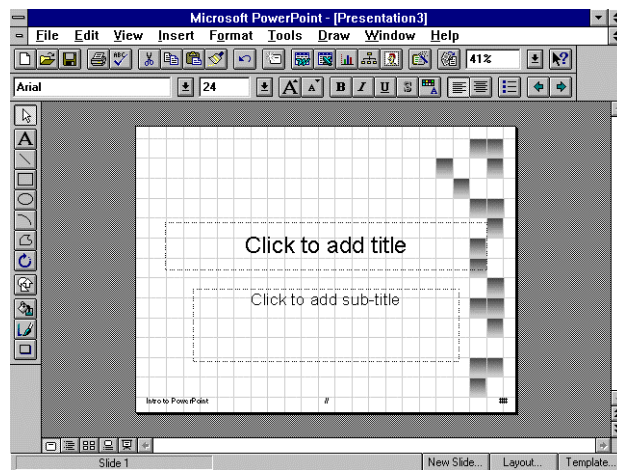 Microsoft PowerPoint - [Presentation3]
File Edit View Insert Format Tools Draw Window Help
ABC 41% ?
Arial 24 A A B I U S A
A
Click to add title
Click to add sub-title
Intro to PowerPoint // ##
Slide 1 New Slide... Layout... Template...